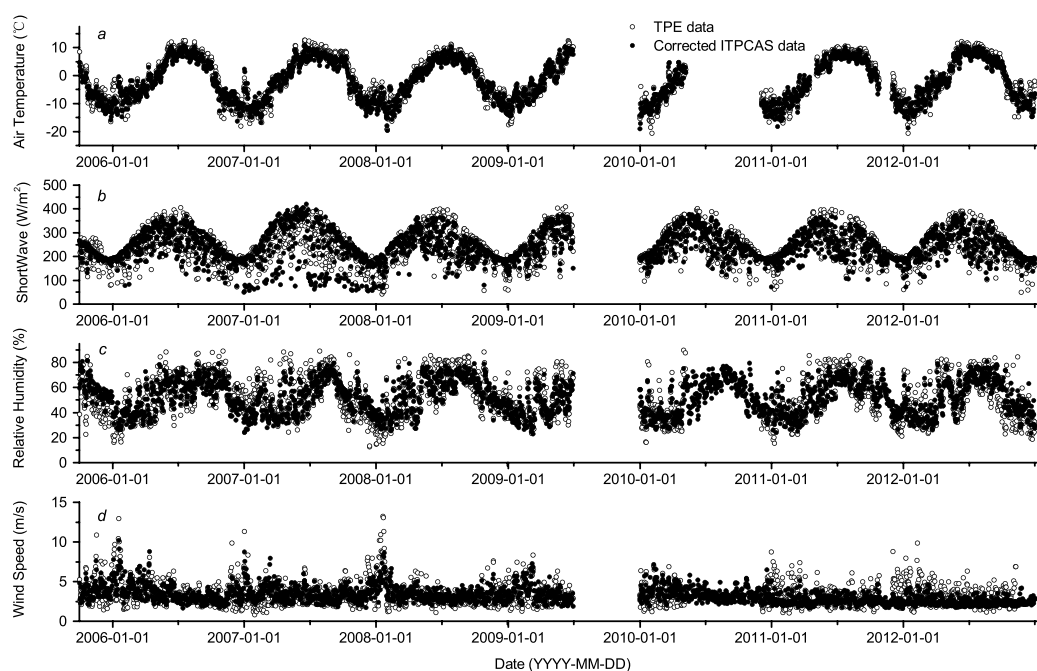 TPE data
Corrected ITPCAS data
Air Temperature (℃)
a
20
10
0
-10
-20
2006-01-01 2007-01-01 2008-01-01 2009-01-01 2010-01-01 2011-01-01 2012-01-01
ShortWave (W/m²)
b
500
400
300
200
100
0
2006-01-01 2007-01-01 2008-01-01 2009-01-01 2010-01-01 2011-01-01 2012-01-01
Relative Humidity (%)
c
80
60
40
20
0
2006-01-01 2007-01-01 2008-01-01 2009-01-01 2010-01-01 2011-01-01 2012-01-01
Wind Speed (m/s)
d
15
10
5
0
2006-01-01 2007-01-01 2008-01-01 2009-01-01 2010-01-01 2011-01-01 2012-01-01
Date (YYYY-MM-DD)